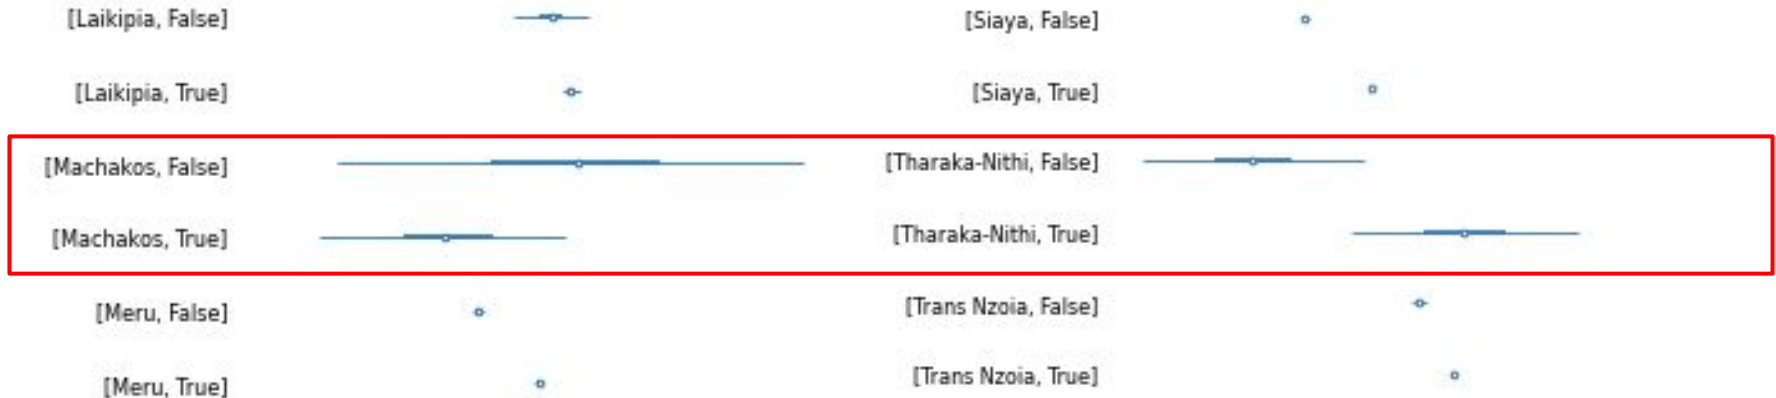 [Laikipia, False]
[Laikipia, True]
[Machakos, False]
[Machakos, True]
[Meru, False]
[Meru, True]
[Siaya, False]
[Siaya, True]
[Tharaka-Nithi, False]
[Tharaka-Nithi, True]
[Trans Nzoia, False]
[Trans Nzoia, True]